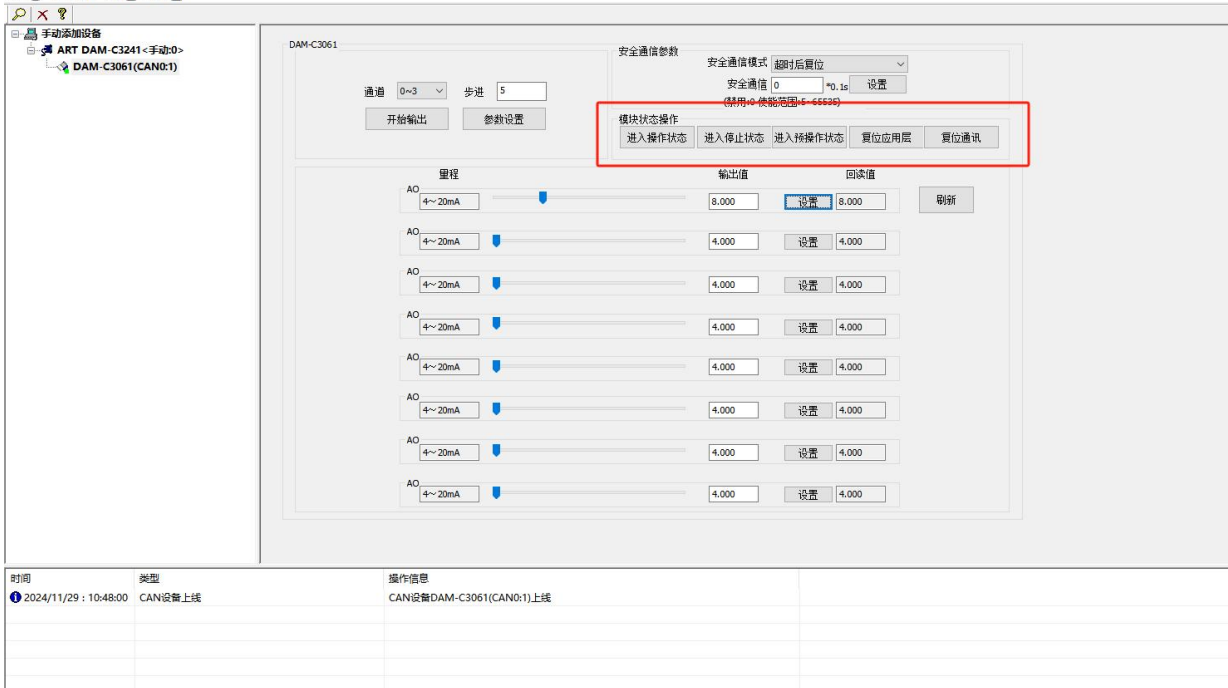 手动添加设备
ART DAM-C3241<手动:0>
DAM-C3061(CAN0:1)
DAM-C3061
安全通信参数
安全通信模式 超时后复位
安全通信 0 *0.1s 设置
(禁用:0 使能范围:5~65535)
通道 0~3 步进 5
开始输出 参数设置
模块状态操作
进入操作状态 进入停止状态 进入预操作状态 复位应用层 复位通讯
量程 输出值 回读值
AO
4~20mA 8.000 设置 8.000 刷新
AO
4~20mA 4.000 设置 4.000
AO
4~20mA 4.000 设置 4.000
AO
4~20mA 4.000 设置 4.000
AO
4~20mA 4.000 设置 4.000
AO
4~20mA 4.000 设置 4.000
AO
4~20mA 4.000 设置 4.000
AO
4~20mA 4.000 设置 4.000
时间 类型 操作信息
2024/11/29 : 10:48:00 CAN设备上线 CAN设备DAM-C3061(CAN0:1)上线